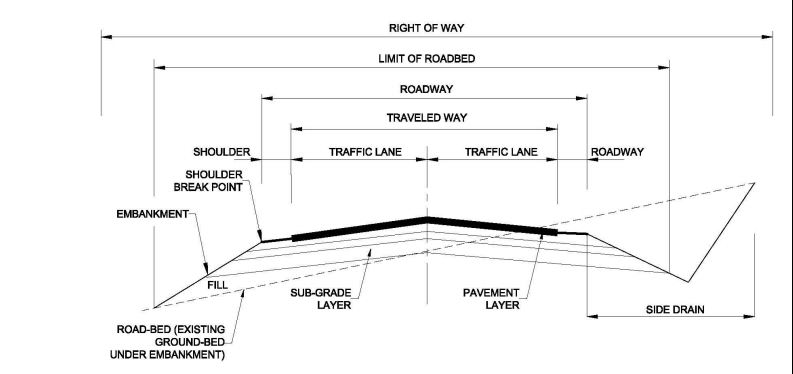 RIGHT OF WAY
LIMIT OF ROADBED
ROADWAY
TRAVELED WAY
SHOULDER
TRAFFIC LANE
TRAFFIC LANE
ROADWAY
SHOULDER
BREAK POINT
EMBANKMENT
FILL
SUB-GRADE
LAYER
PAVEMENT
LAYER
SIDE DRAIN
ROAD-BED (EXISTING
GROUND-BED
UNDER EMBANKMENT)